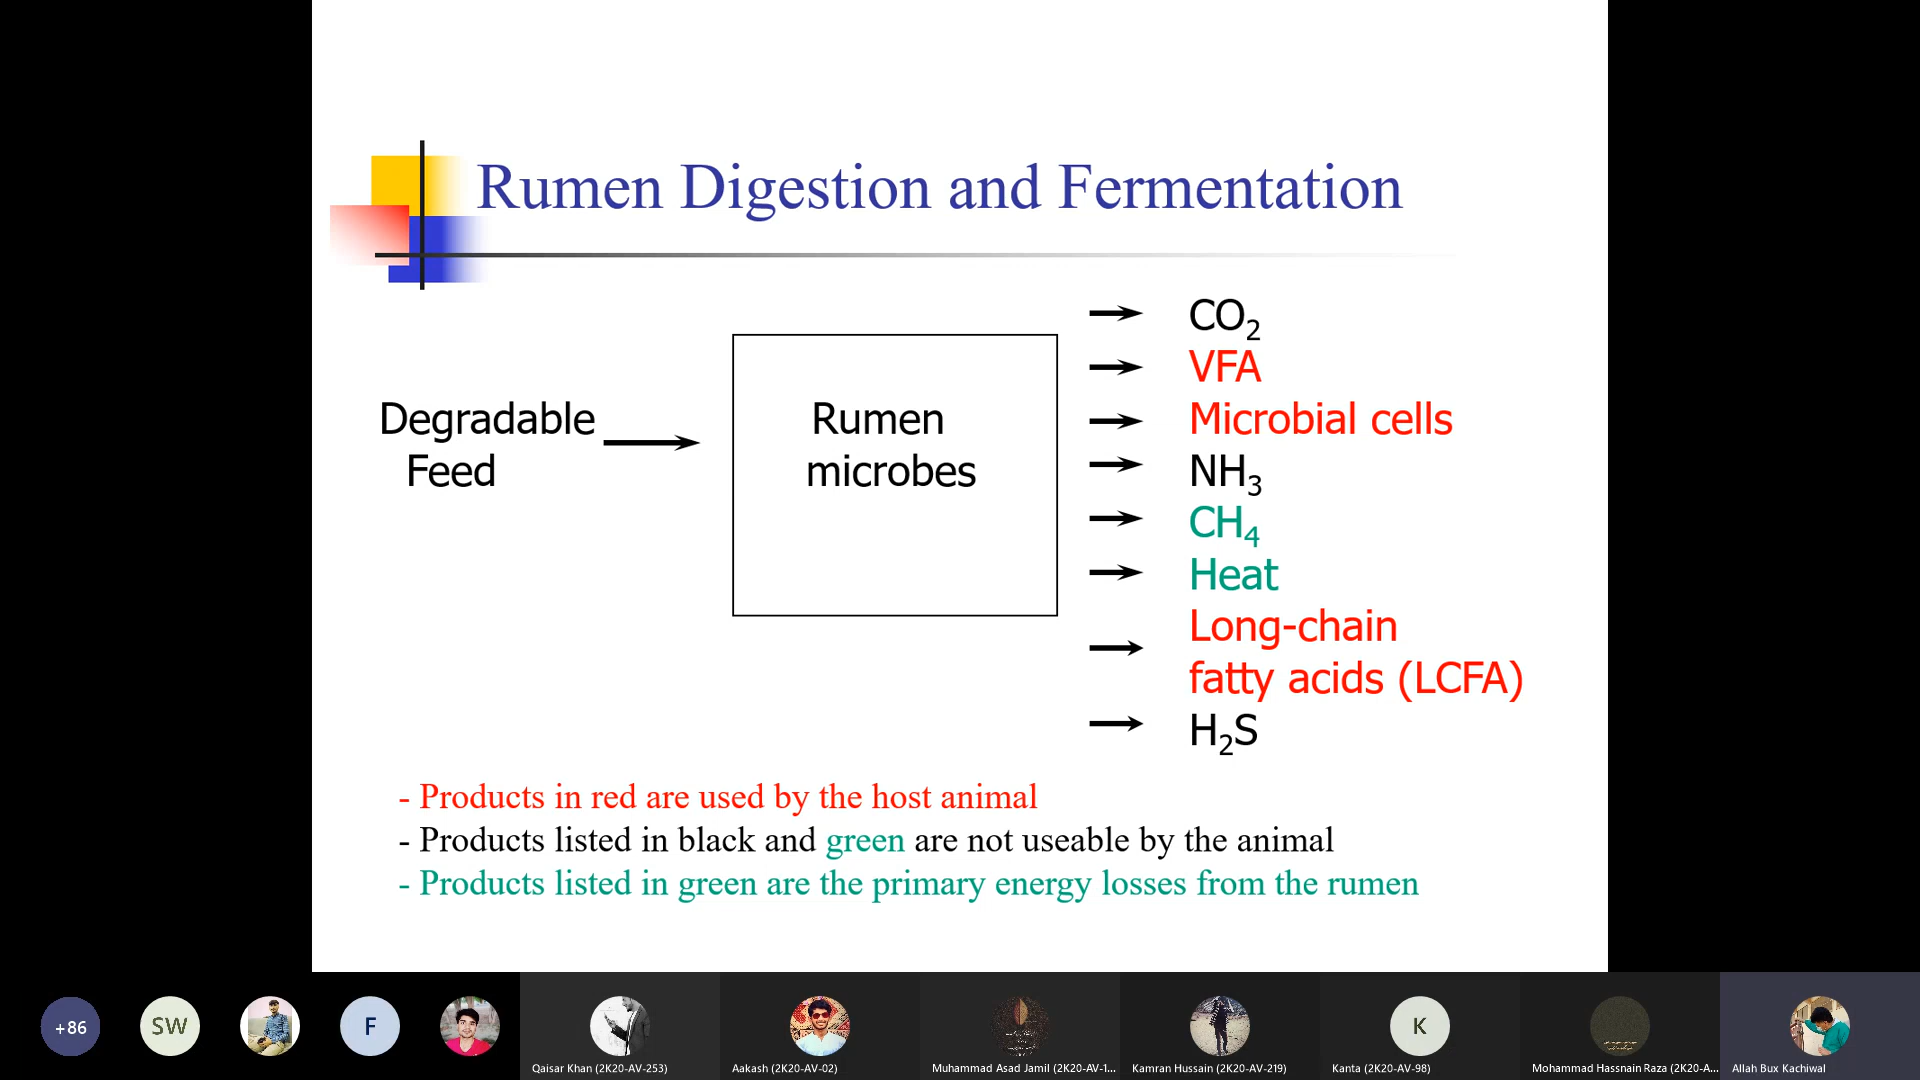 Rumen Digestion and Fermentation
Degradable
Feed
Rumen
microbes
CO₂
VFA
Microbial cells
NH₃
CH₄
Heat
Long-chain
fatty acids (LCFA)
H₂S
- Products in red are used by the host animal
- Products listed in black and green are not useable by the animal
- Products listed in green are the primary energy losses from the rumen
+86
SW
F
K
Qaisar Khan (2K20-AV-253)
Aakash (2K20-AV-02)
Muhammad Asad Jamil (2K20-AV-1...
Kamran Hussain (2K20-AV-219)
Kanta (2K20-AV-98)
Mohammad Hassnain Raza (2K20-A...
Allah Bux Kachiwal